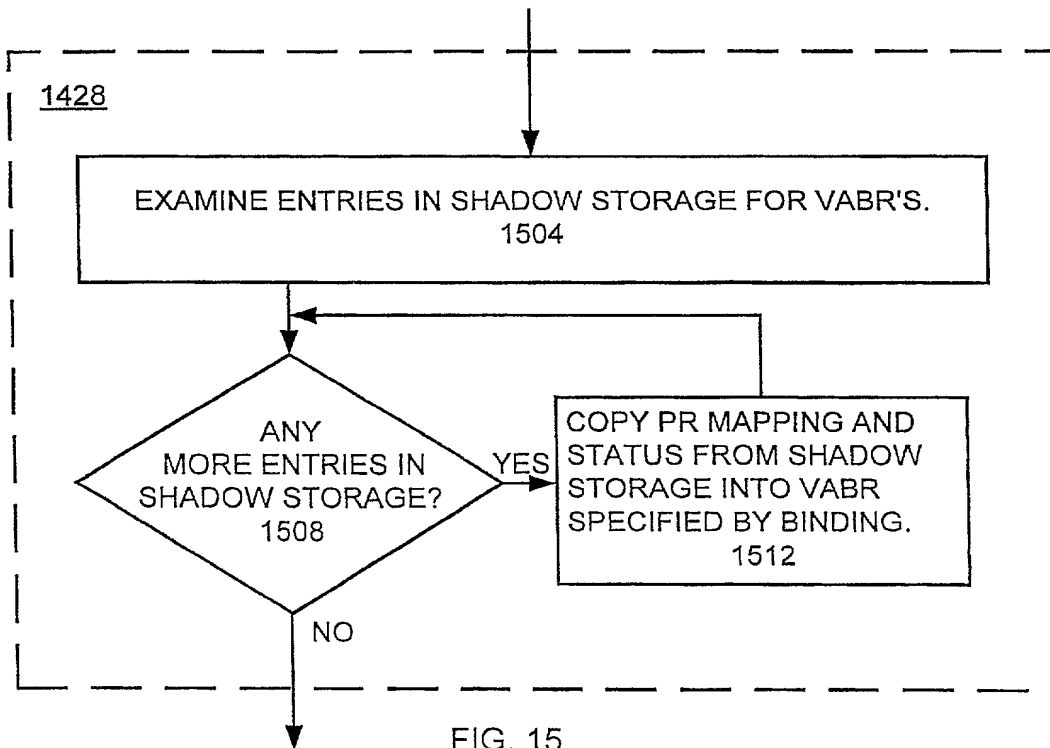 1428
EXAMINE ENTRIES IN SHADOW STORAGE FOR VABR'S.
1504
ANY
MORE ENTRIES IN
SHADOW STORAGE?
1508
YES
COPY PR MAPPING AND
STATUS FROM SHADOW
STORAGE INTO VABR
SPECIFIED BY BINDING.
1512
NO
FIG. 15